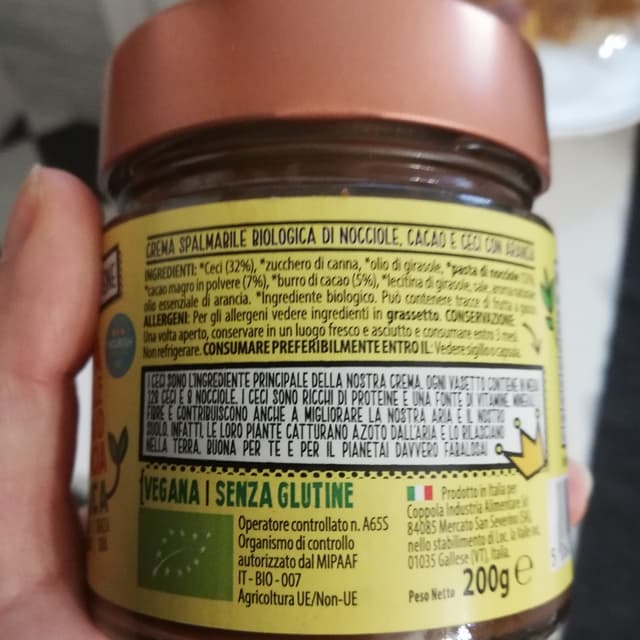 CREMA SPALMABILE BIOLOGICA DI NOCCIOLE, CACAO E CECI CON ARANCIA
INGREDIENTI: *Ceci (32%), *zucchero di canna, *olio di girasole, *pasta di nocciole
*cacao magro in polvere (7%), *burro di cacao (5%), *lecitina di girasole, sale, aroma naturale
olio essenziale di arancia. *Ingrediente biologico. Può contenere tracce di frutta a guscio
ALLERGENI: Per gli allergeni vedere ingredienti in grassetto. CONSERVAZIONE:
Una volta aperto, conservare in un luogo fresco e asciutto e consumare entro 3 mesi.
Non refrigerare. CONSUMARE PREFERIBILMENTE ENTRO IL: Vedere sigillo o capsula.
I CECI SONO L'INGREDIENTE PRINCIPALE DELLA NOSTRA CREMA. OGNI VASETTO CONTIENE IN MEDIA
128 CECI E 8 NOCCIOLE. I CECI SONO RICCHI DI PROTEINE E UNA FONTE DI VITAMINE, MINERALI,
FIBRE E CONTRIBUISCONO ANCHE A MIGLIORARE LA NOSTRA ARIA E IL NOSTRO
SUOLO. INFATTI, LE LORO PIANTE CATTURANO AZOTO DALL'ARIA E LO RILASCIANO
NELLA TERRA. BUONA PER TE E PER IL PIANETA! DAVVERO FABALOSA!
VEGANA | SENZA GLUTINE
Operatore controllato n. A65S
Organismo di controllo
autorizzato dal MIPAAF
IT-BIO-007
Agricoltura UE/Non-UE
Prodotto in Italia per
Coppola Industria Alimentare
84085 Mercato San Severino (SA),
nello stabilimento di Loc. la Valle
01035 Gallese (VT), Italia.
Peso Netto 200g e